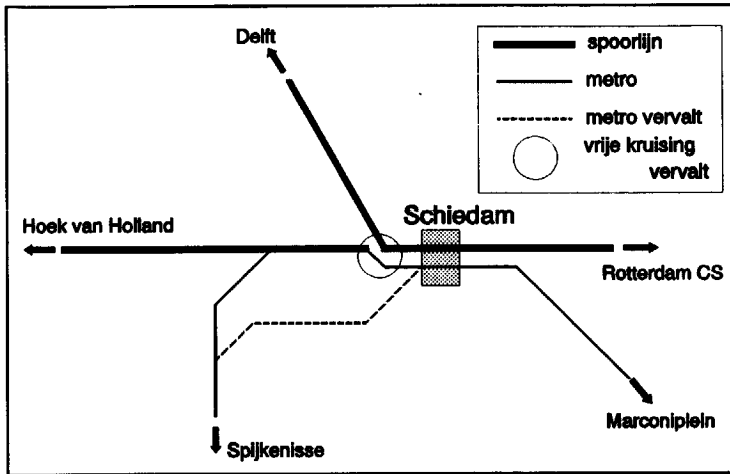 Delft
spoorlijn
metro
metro vervalt
vrije kruising
vervalt
Hoek van Holland
Schiedam
Rotterdam CS
Marconiplein
Spijkenisse